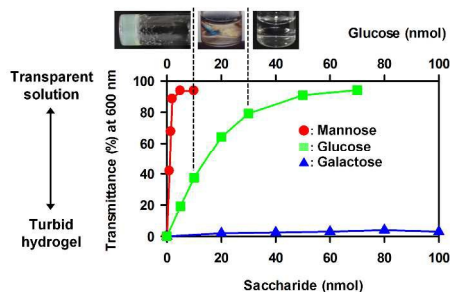 Glucose (nmol)
0 20 40 60 80 100
Transparent
solution
Turbid
hydrogel
Transmittance (%) at 600 nm
100
80
60
40
20
0
: Mannose
: Glucose
: Galactose
0 20 40 60 80 100
Saccharide (nmol)